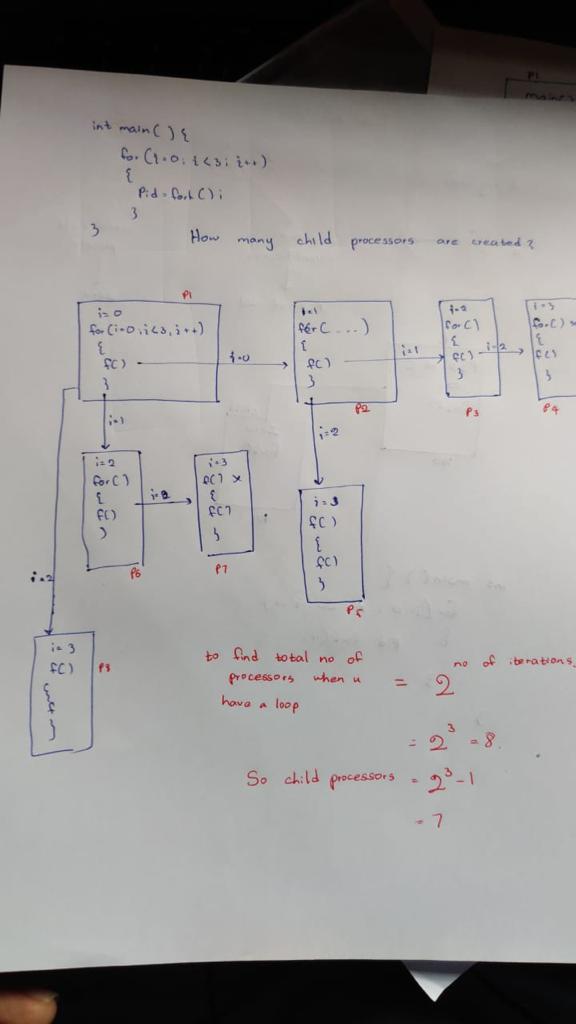 P1
int main() {
for (i=0; i<3; i++)
{
Pid = fork();
}
}
How many child processors are created?
P1
i=0
for(i=0, i<3, i++)
{
f()
}
i=0
i=1
for(...)
{
f()
}
P2
i=1
i=2
for()
{
f()
}
P3
i=2
i=3
for() x
{
f()
}
P4
i=1
i=2
for()
{
f()
}
P6
i=2
i=3
f() x
{
f()
}
P7
i=2
i=3
f()
{
f()
}
P5
i=2
i=3
f()
{
f
}
P8
to find total no of
processors when u
have a loop
= 2^no of iterations
= 2^3 = 8
So child processors = 2^3 - 1
= 7